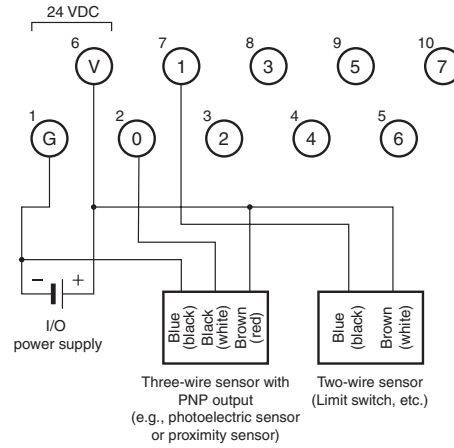 24 VDC
6 7 8 9 10
V 1 3 5 7
1 2 3 4 5
G 0 2 4 6
− +
I/O
power supply
Blue
(black)
Black
(white)
Brown
(red)
Blue
(black)
Brown
(white)
Three-wire sensor with
PNP output
(e.g., photoelectric sensor
or proximity sensor)
Two-wire sensor
(Limit switch, etc.)